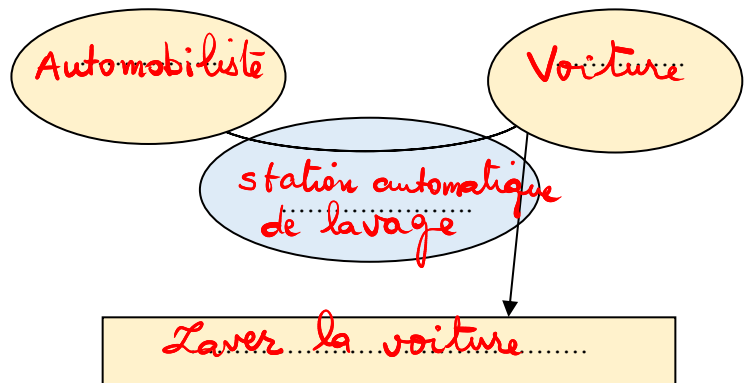 Automobiliste
Voiture
station automatique
de lavage
Laver la voiture